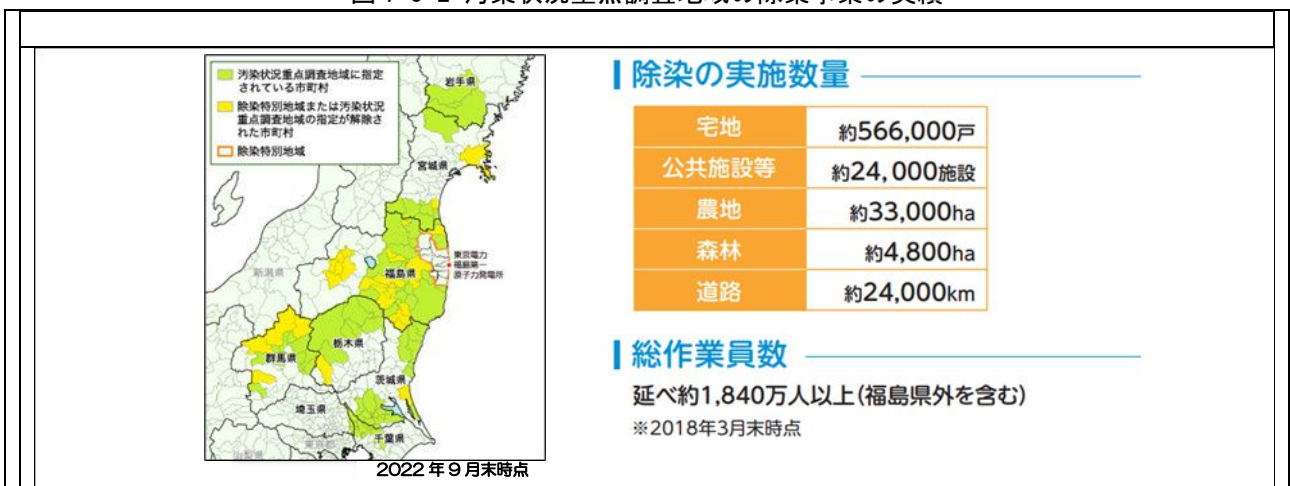 汚染状況重点調査地域に指定
されている市町村
除染特別地域または汚染状況
重点調査地域の指定が解除さ
れた市町村
除染特別地域
岩手県
宮城県
新潟県
福島県
東京電力
福島第一
原子力発電所
群馬県
栃木県
茨城県
埼玉県
東京都
千葉県
山梨県
2022年9月末時点
除染の実施数量
宅地 約566,000戸
公共施設等 約24,000施設
農地 約33,000ha
森林 約4,800ha
道路 約24,000km
総作業員数
延べ約1,840万人以上(福島県外を含む)
※2018年3月末時点